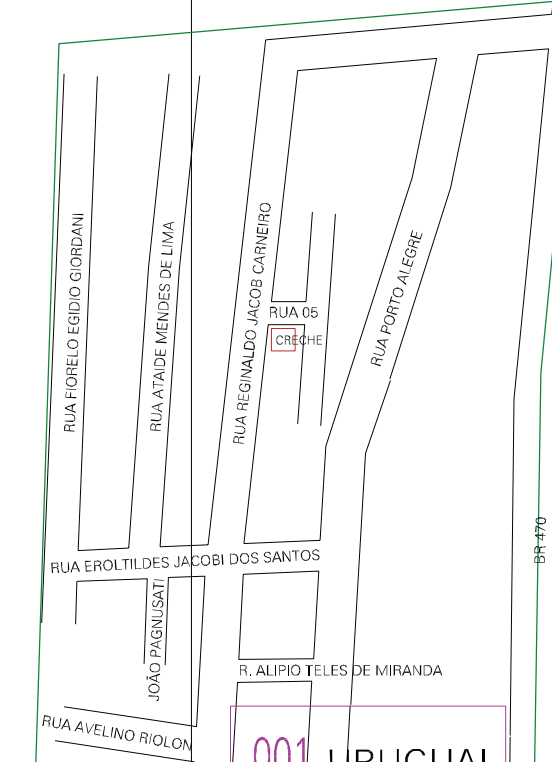 RUA FIORELO EGIDIO GIORDANI
RUA ATAIDE MENDES DE LIMA
RUA REGINALDO JACOB CARNEIRO
RUA 05
CRECHE
RUA PORTO ALEGRE
BR 470
RUA EROLTILDES JACOBI DOS SANTOS
JOÃO PAGNUSATI
R. ALIPIO TELES DE MIRANDA
RUA AVELINO RIOLON
001 URUGUAI